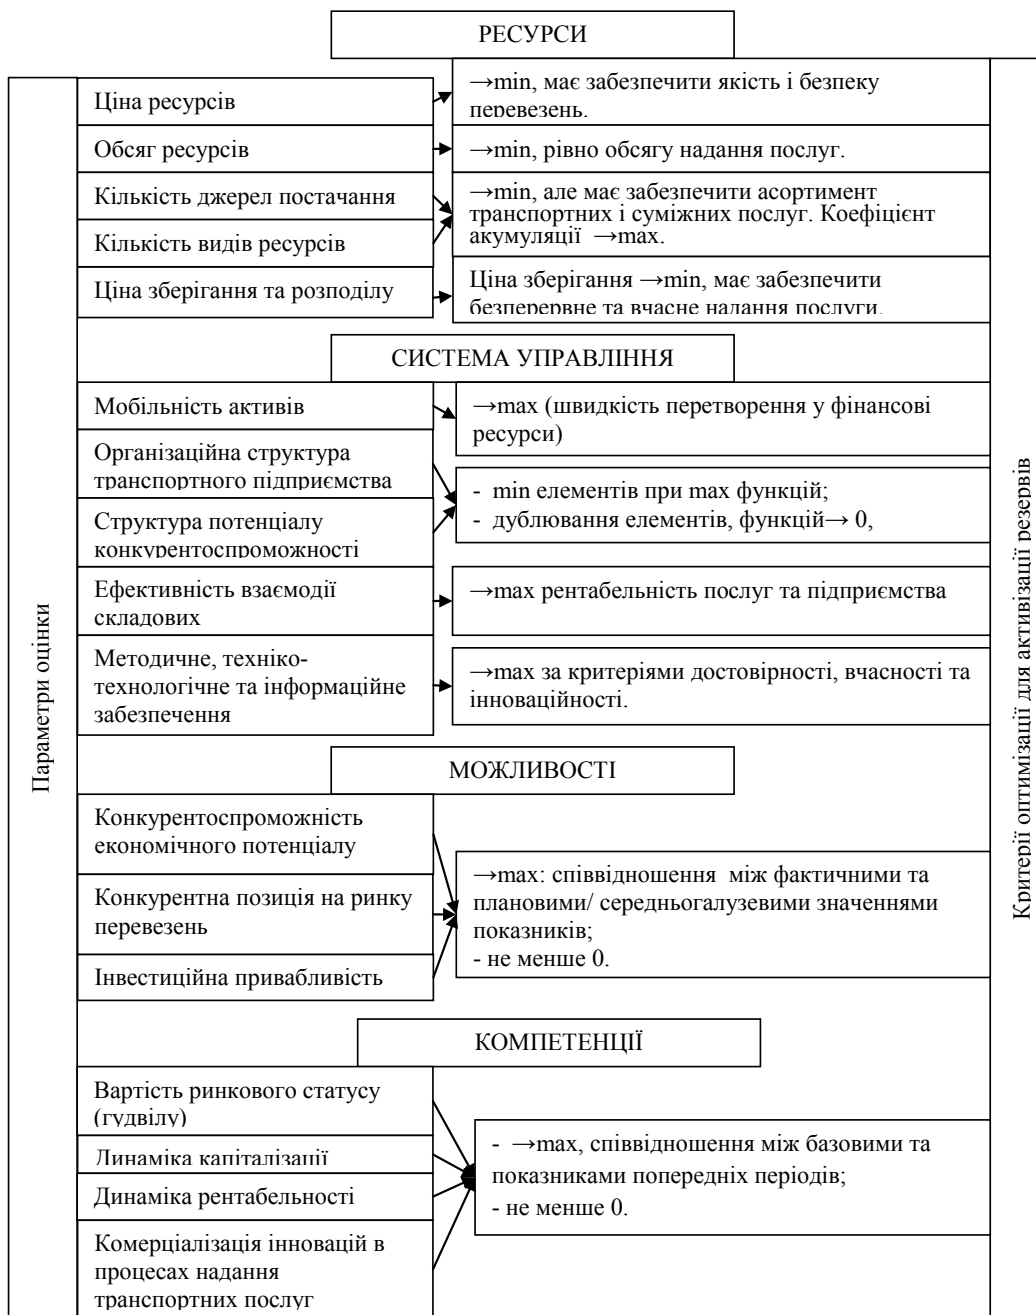 РЕСУРСИ
Параметри оцінки
Ціна ресурсів
→min, має забезпечити якість і безпеку
перевезень.
Обсяг ресурсів
→min, рівно обсягу надання послуг.
Кількість джерел постачання
Кількість видів ресурсів
→min, але має забезпечити асортимент
транспортних і суміжних послуг. Коефіцієнт
акумуляції →max.
Ціна зберігання та розподілу
Ціна зберігання →min, має забезпечити
безперервне та вчасне надання послуги.
СИСТЕМА УПРАВЛІННЯ
Мобільність активів
→max (швидкість перетворення у фінансові
ресурси)
Організаційна структура
транспортного підприємства
Структура потенціалу
конкурентоспроможності
- min елементів при max функцій;
- дублювання елементів, функцій→ 0,
Ефективність взаємодії
складових
→max рентабельність послуг та підприємства
Методичне, техніко-
технологічне та інформаційне
забезпечення
→max за критеріями достовірності, вчасності та
інноваційності.
МОЖЛИВОСТІ
Конкурентоспроможність
економічного потенціалу
Конкурентна позиція на ринку
перевезень
Інвестиційна привабливість
→max: співвідношення між фактичними та
плановими/ середньогалузевими значеннями
показників;
- не менше 0.
КОМПЕТЕНЦІЇ
Вартість ринкового статусу
(гудвілу)
Динаміка капіталізації
Динаміка рентабельності
Комерціалізація інновацій в
процесах надання
транспортних послуг
- →max, співвідношення між базовими та
показниками попередніх періодів;
- не менше 0.
Критерії оптимізації для активізації резервів